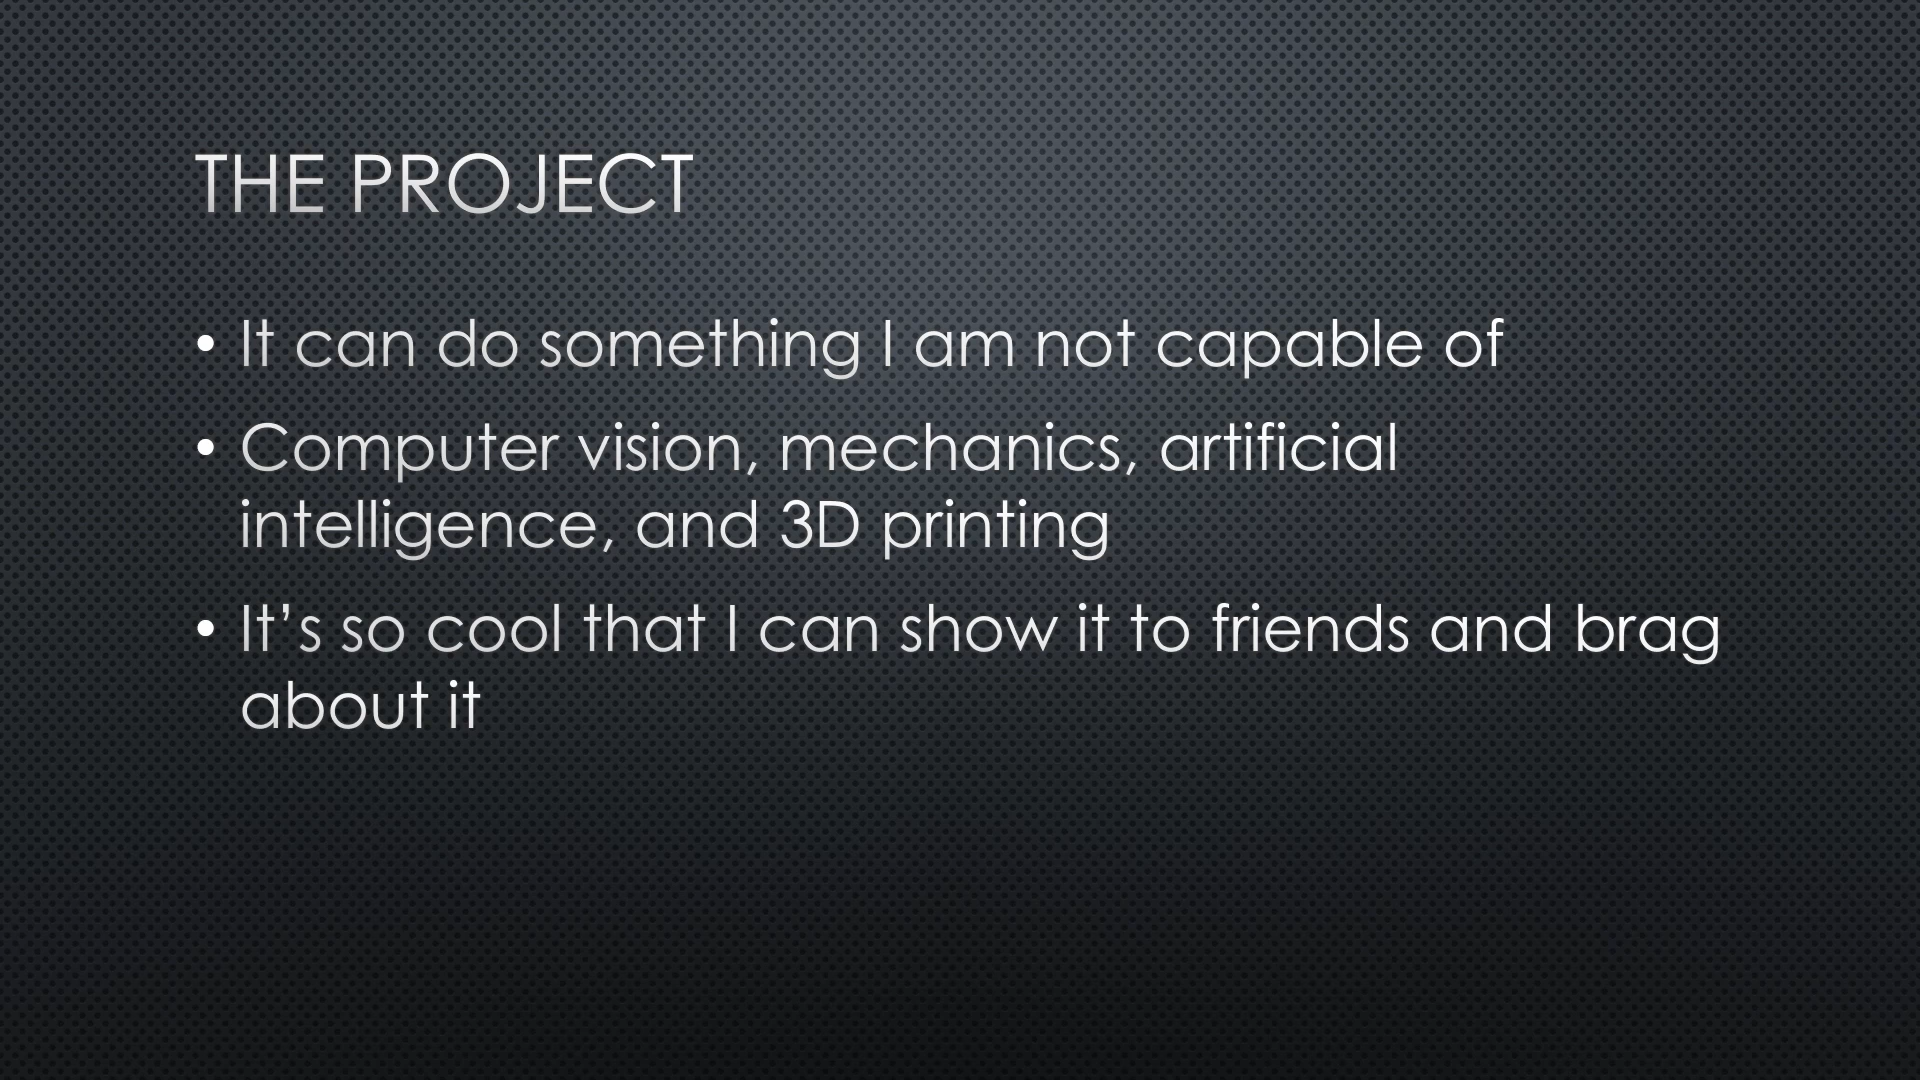 THE PROJECT
• It can do something I am not capable of
• Computer vision, mechanics, artificial
intelligence, and 3D printing
• It’s so cool that I can show it to friends and brag
about it